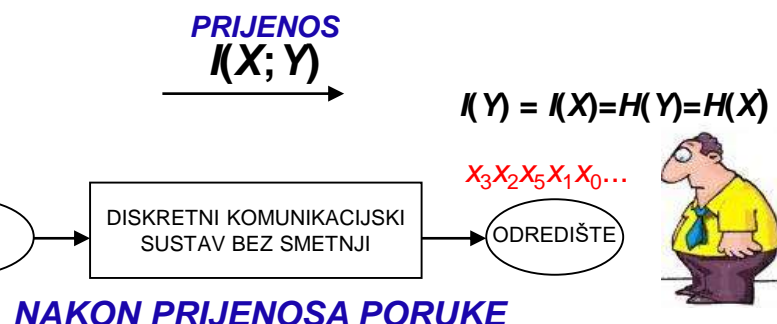 PRIJENOS
I(X; Y)
I(Y) = I(X)=H(Y)=H(X)
x₃x₂x₅x₁x₀...
DISKRETNI KOMUNIKACIJSKI
SUSTAV BEZ SMETNJI
ODREDIŠTE
NAKON PRIJENOSA PORUKE